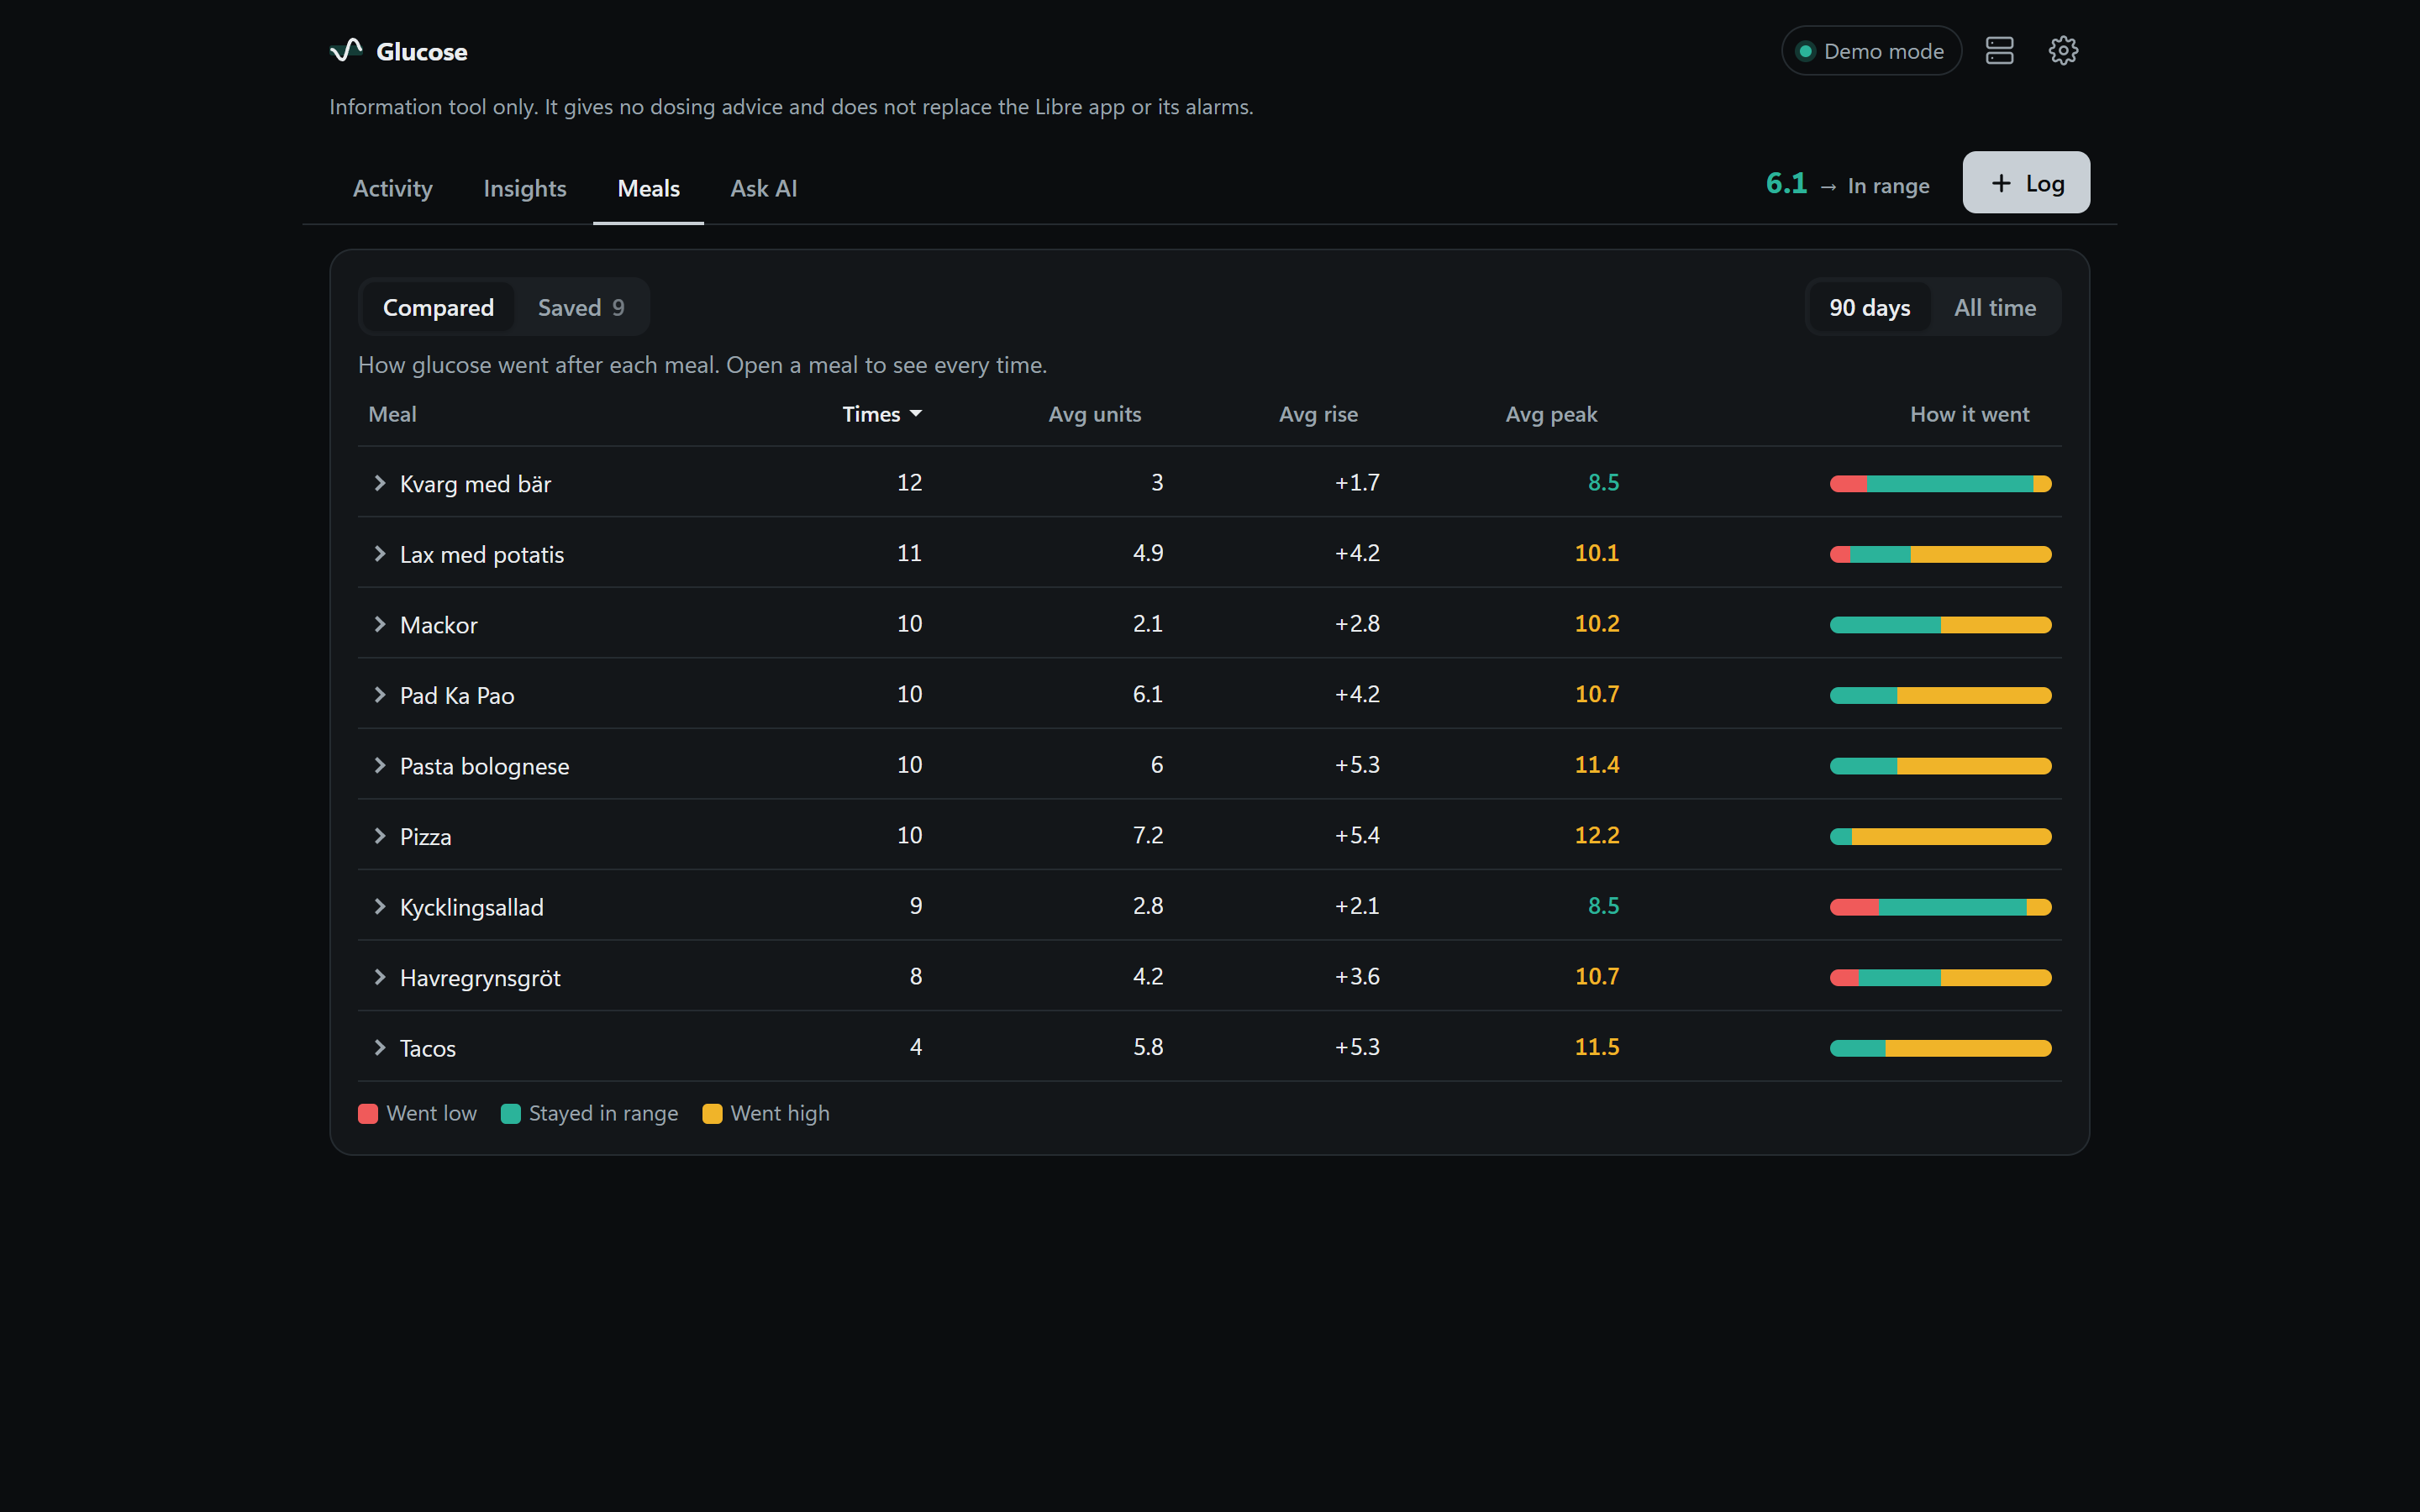 Glucose
Demo mode
Information tool only. It gives no dosing advice and does not replace the Libre app or its alarms.
Activity Insights Meals Ask AI
6.1 → In range + Log
Compared Saved 9
90 days All time
How glucose went after each meal. Open a meal to see every time.
Meal Times Avg units Avg rise Avg peak How it went
Kvarg med bär 12 3 +1.7 8.5
Lax med potatis 11 4.9 +4.2 10.1
Mackor 10 2.1 +2.8 10.2
Pad Ka Pao 10 6.1 +4.2 10.7
Pasta bolognese 10 6 +5.3 11.4
Pizza 10 7.2 +5.4 12.2
Kycklingsallad 9 2.8 +2.1 8.5
Havregrynsgröt 8 4.2 +3.6 10.7
Tacos 4 5.8 +5.3 11.5
Went low Stayed in range Went high